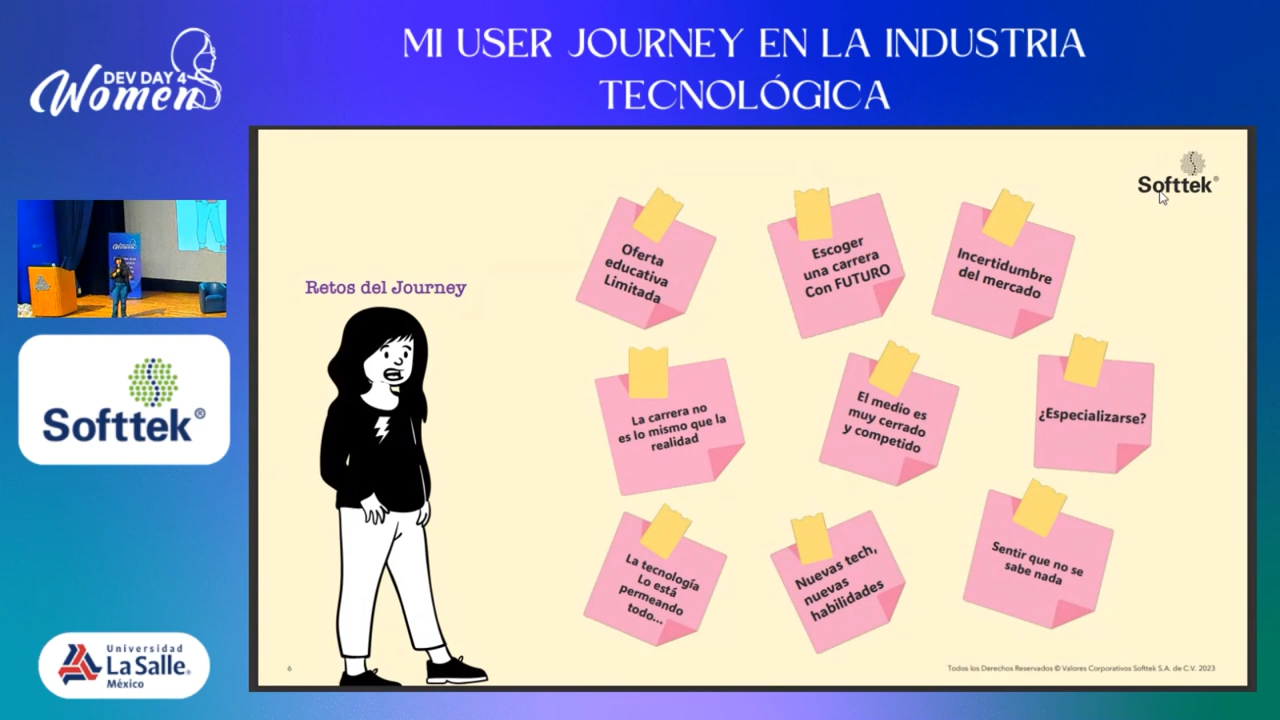 MI USER JOURNEY EN LA INDUSTRIA
TECNOLÓGICA
DEV DAY 4
Women
Softtek®
Retos del Journey
Oferta
educativa
Limitada
Escoger
una carrera
Con FUTURO
Incertidumbre
del mercado
La carrera no
es lo mismo que la
realidad
El medio es
muy cerrado
y competido
¿Especializarse?
La tecnología
Lo está
permeando
todo...
Nuevas tech,
nuevas
habilidades
Sentir que no se
sabe nada
6
Todos los Derechos Reservados © Valores Corporativos Softtek S.A. de C.V. 2023
Softtek®
Universidad
La Salle®
México